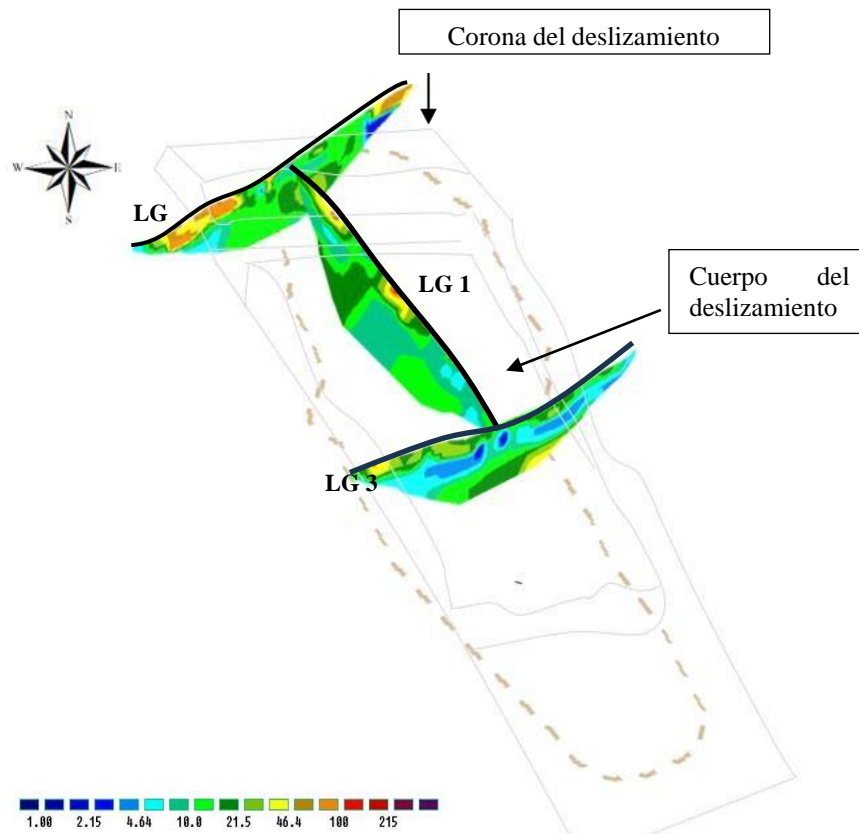 Corona del deslizamiento
N
W E
S
LG
LG 1
Cuerpo del
deslizamiento
LG 3
1.00 2.15 4.64 10.0 21.5 46.4 100 215